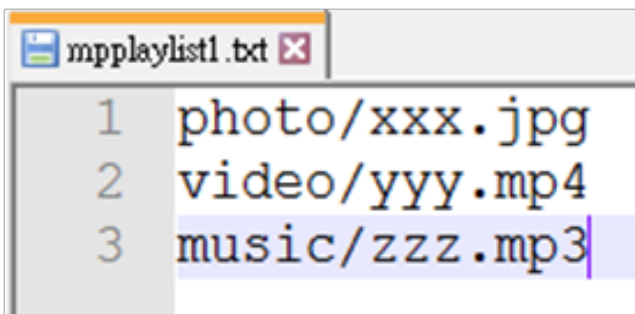 mpplaylist1.txt
1 photo/xxx.jpg
2 video/yyy.mp4
3 music/zzz.mp3